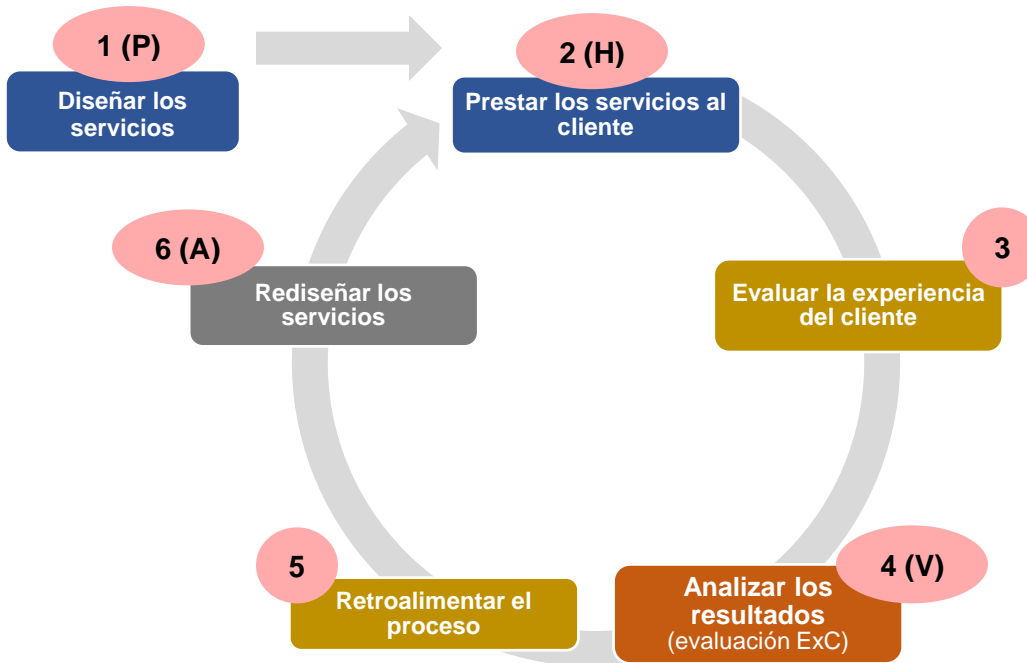 1 (P)
Diseñar los
servicios
2 (H)
Prestar los servicios al
cliente
3
Evaluar la experiencia
del cliente
4 (V)
Analizar los
resultados
(evaluación ExC)
5
Retroalimentar el
proceso
6 (A)
Rediseñar los
servicios